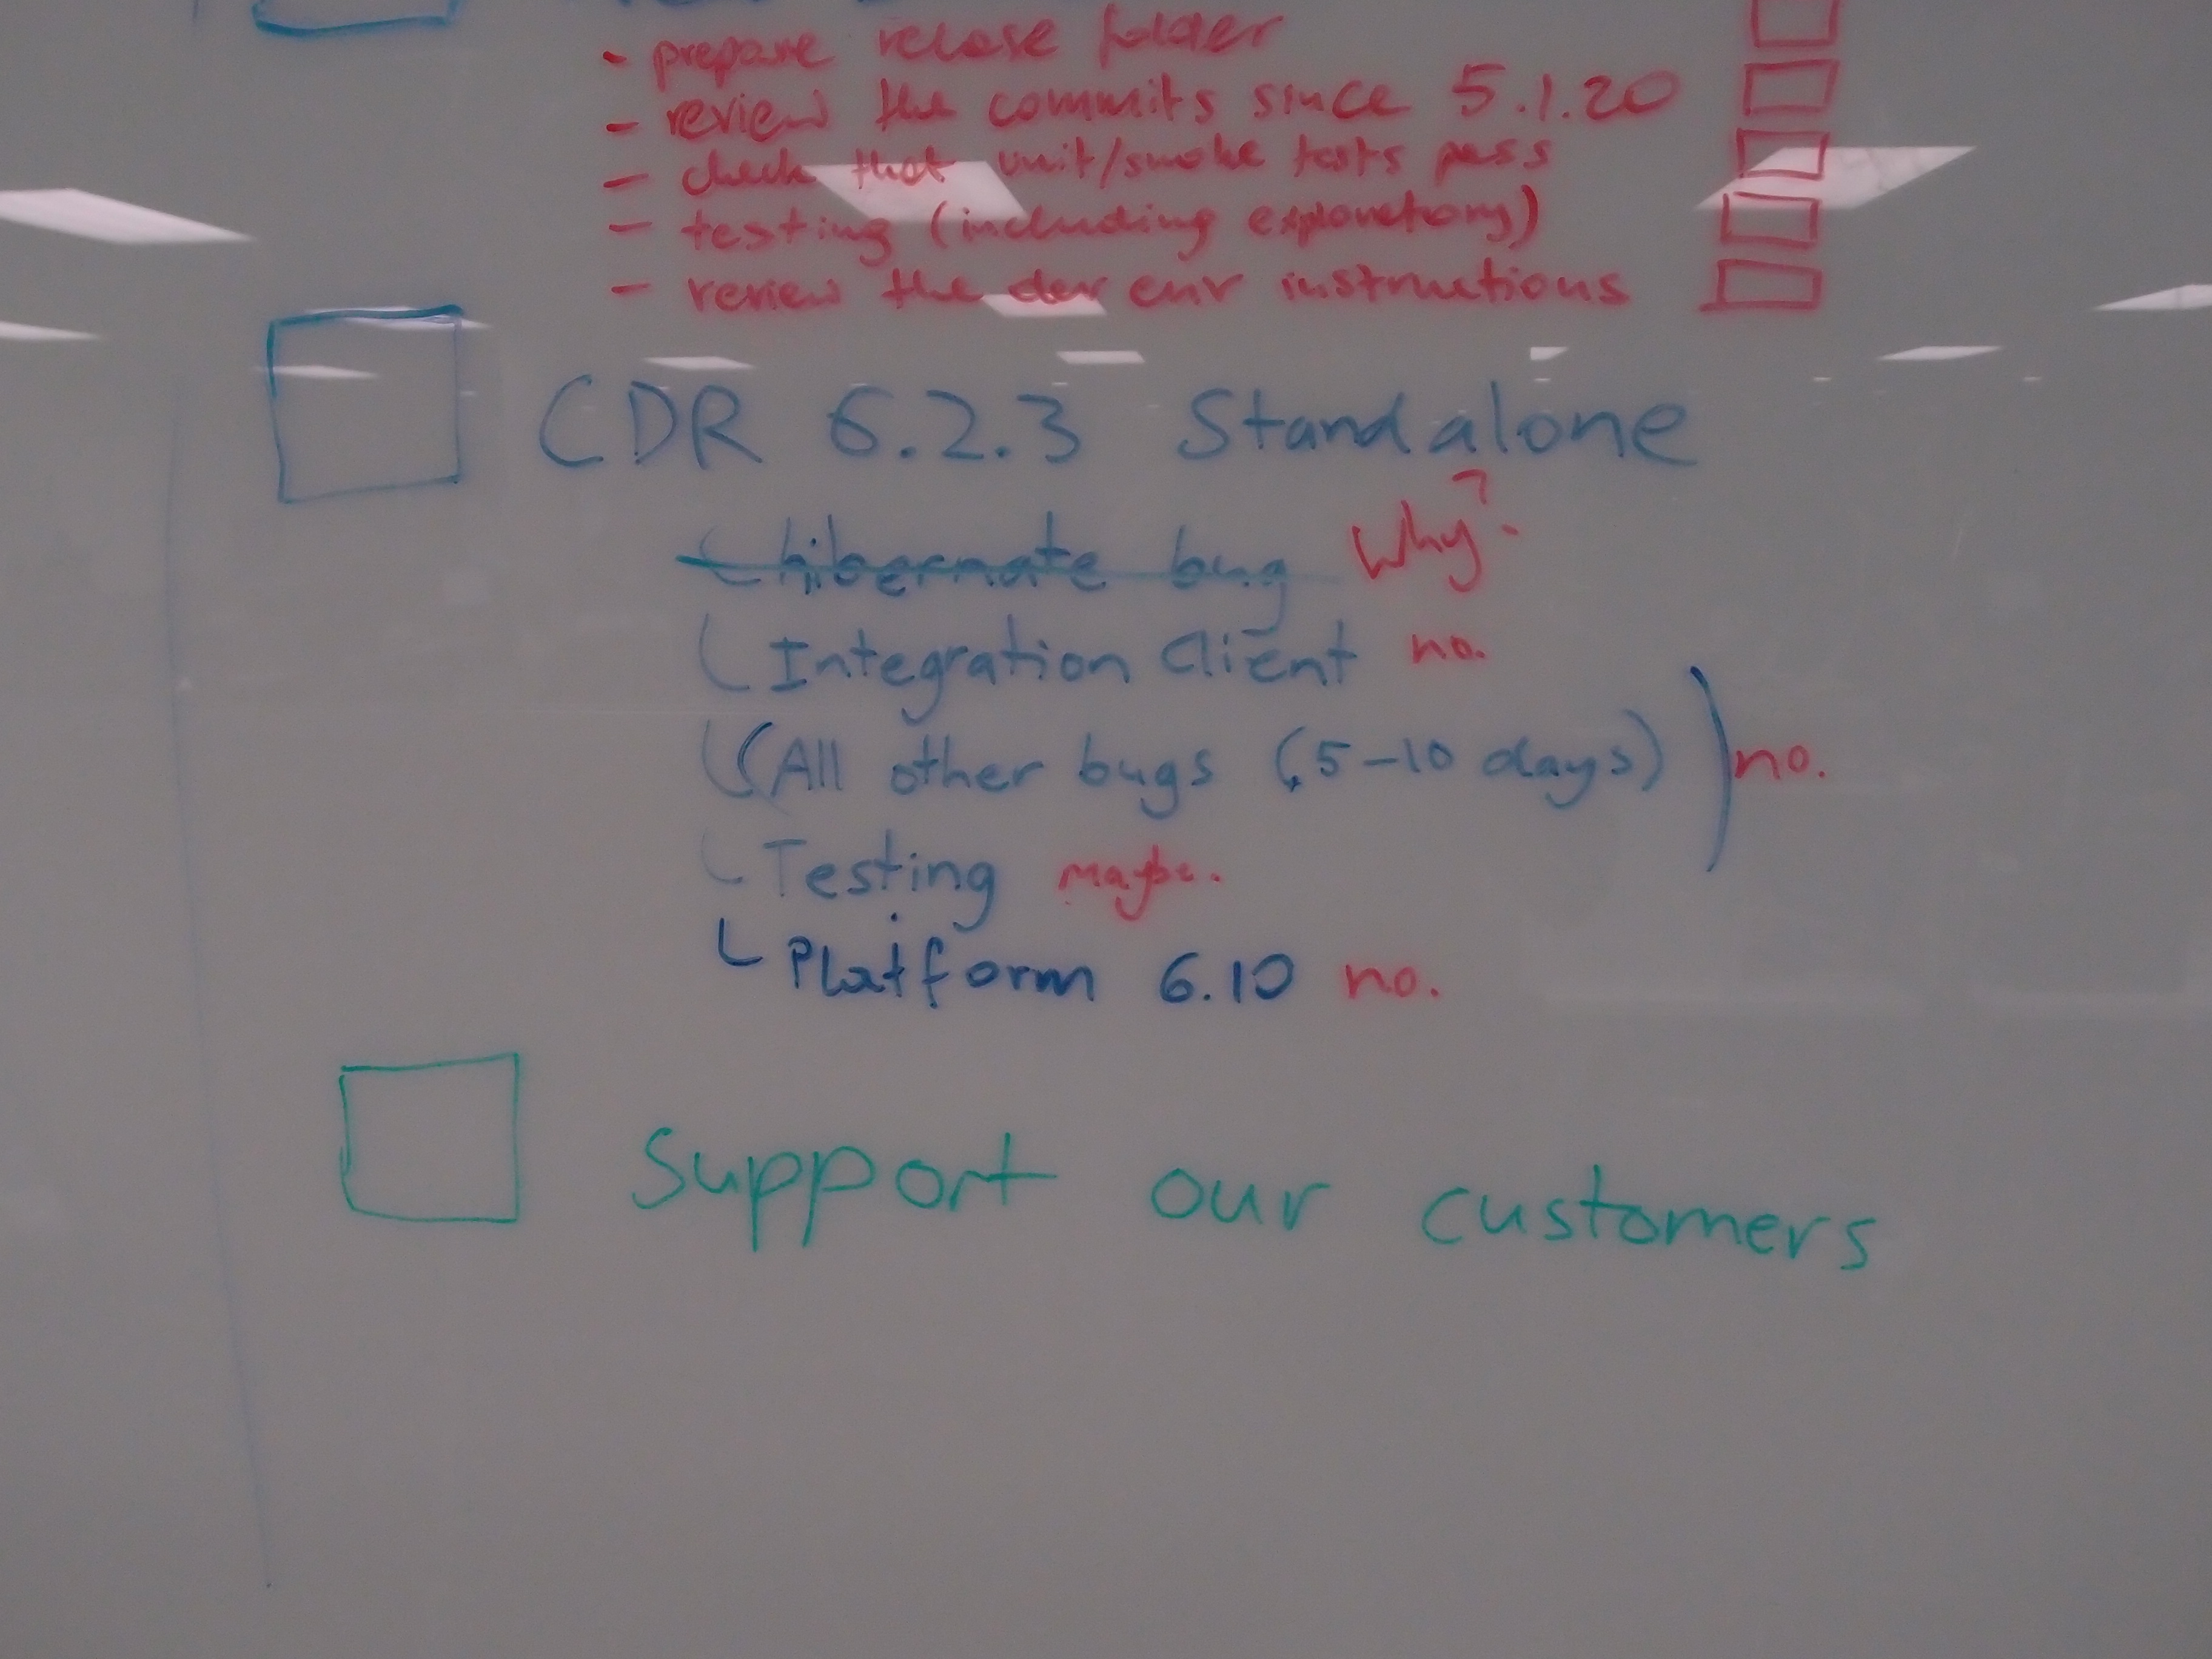 - prepare release folder
- review the commits since 5.1.20
- check that unit/smoke tests pass
- testing (including exploratory)
- review the dev env instructions
CDR 6.2.3 Standalone
hibernate bug Why?
Integration Client no.
(All other bugs (5-10 days) ) no.
Testing maybe.
Platform 6.10 no.
Support our customers